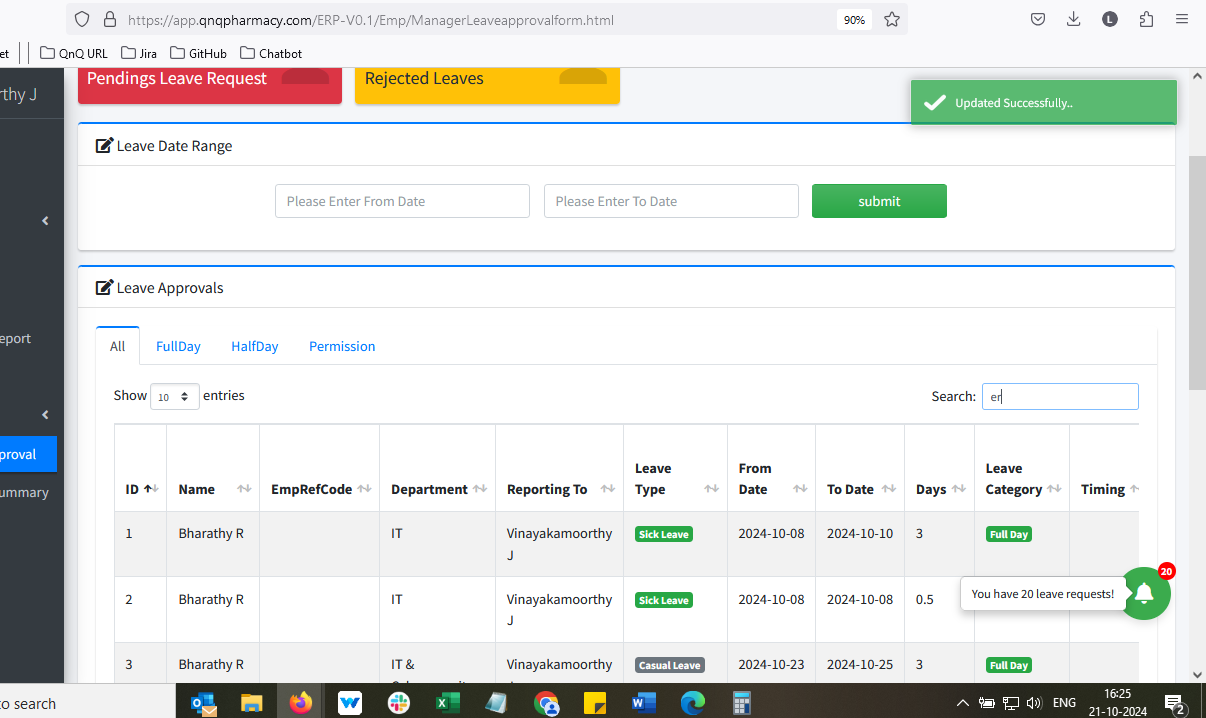 https://app.qnqpharmacy.com/ERP-V0.1/Emp/ManagerLeaveapprovalform.html
90%
L
et
QnQ URL
Jira
GitHub
Chatbot
rthy J
Pendings Leave Request
Rejected Leaves
Updated Successfully..
Leave Date Range
Please Enter From Date
Please Enter To Date
submit
Leave Approvals
eport
proval
ummary
All
FullDay
HalfDay
Permission
Show 10 entries
Search: er
ID
Name
EmpRefCode
Department
Reporting To
Leave
Type
From
Date
To Date
Days
Leave
Category
Timing
1
Bharathy R
IT
Vinayakamoorthy
J
Sick Leave
2024-10-08
2024-10-10
3
Full Day
2
Bharathy R
IT
Vinayakamoorthy
J
Sick Leave
2024-10-08
2024-10-08
0.5
You have 20 leave requests!
20
3
Bharathy R
IT &
Vinayakamoorthy
Casual Leave
2024-10-23
2024-10-25
3
Full Day
to search
ENG
16:25
21-10-2024
2